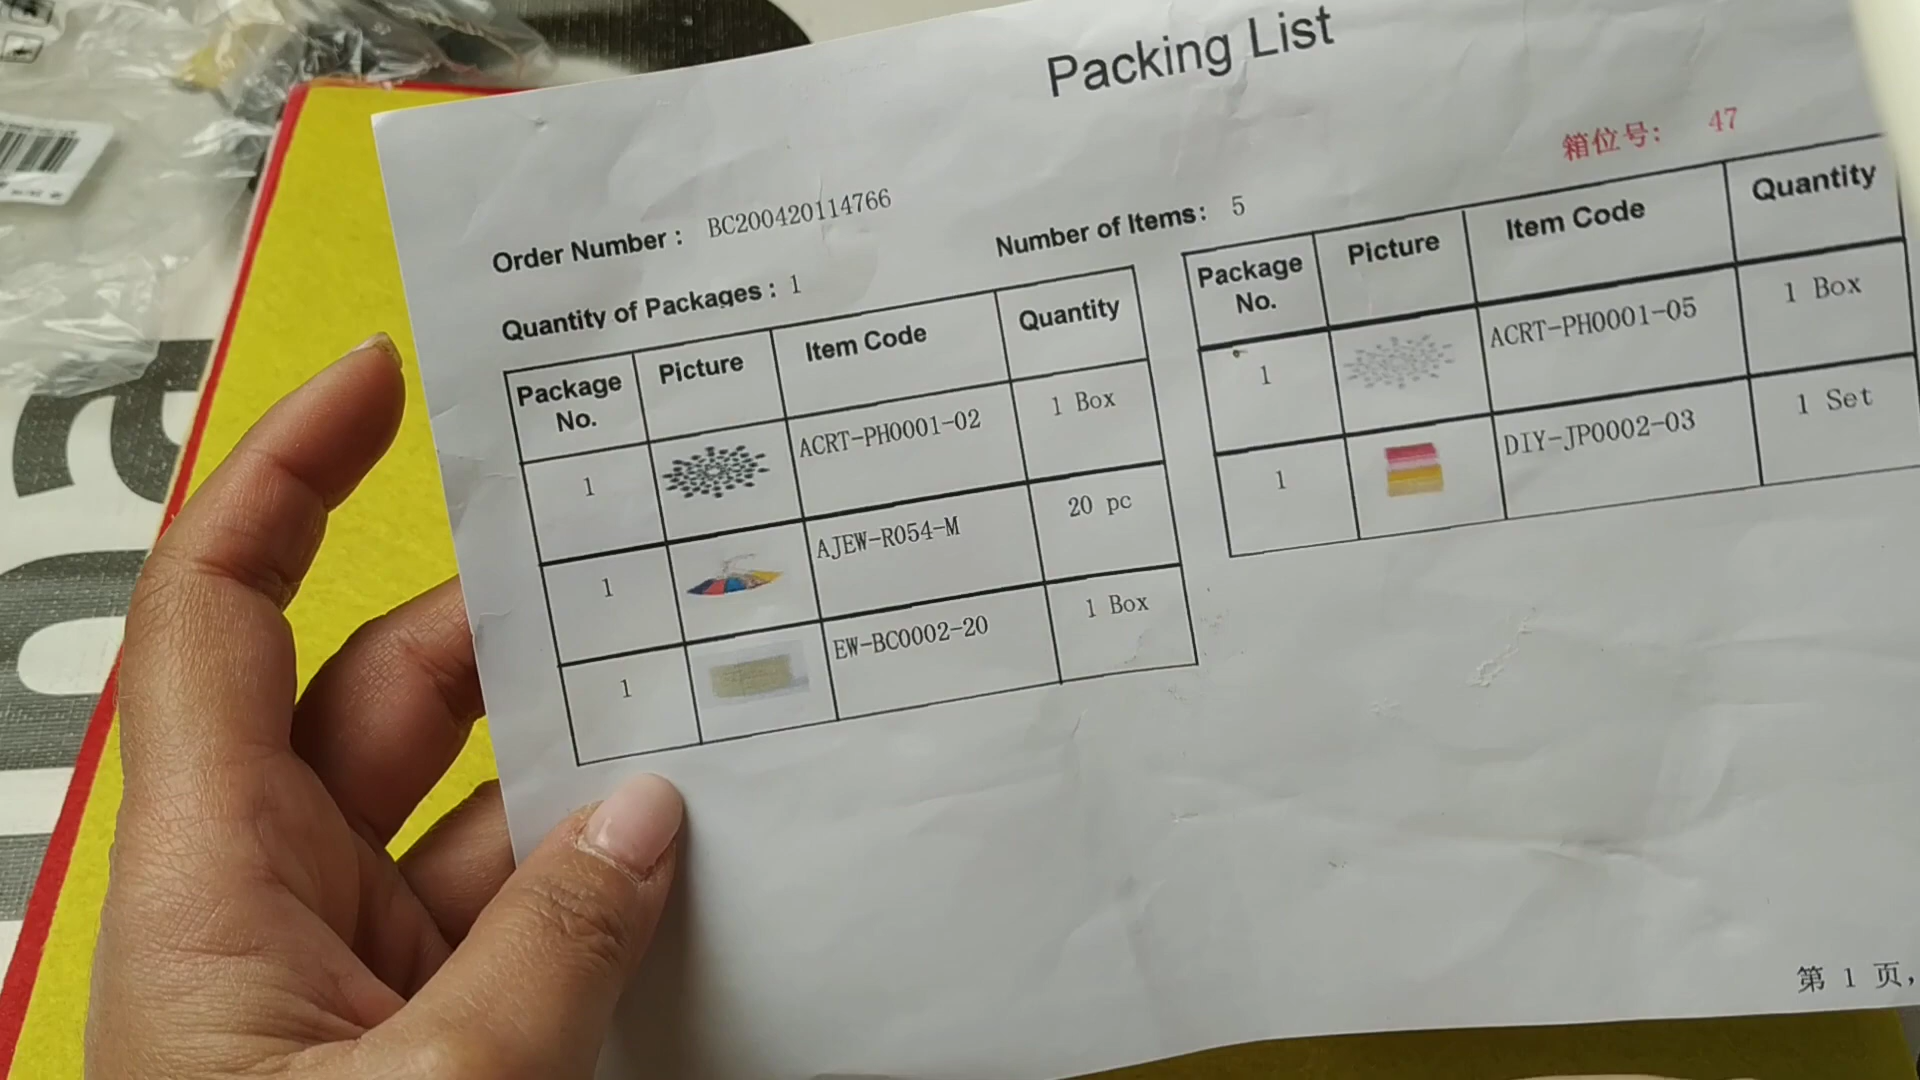 Packing List
箱位号: 47
Order Number : BC200420114766
Number of Items: 5
Quantity of Packages : 1
Package No. Picture Item Code Quantity
1 ACRT-PH0001-02 1 Box
1 AJEW-R054-M 20 pc
1 EW-BC0002-20 1 Box
Package No. Picture Item Code Quantity
1 ACRT-PH0001-05 1 Box
1 DIY-JP0002-03 1 Set
第 1 页,